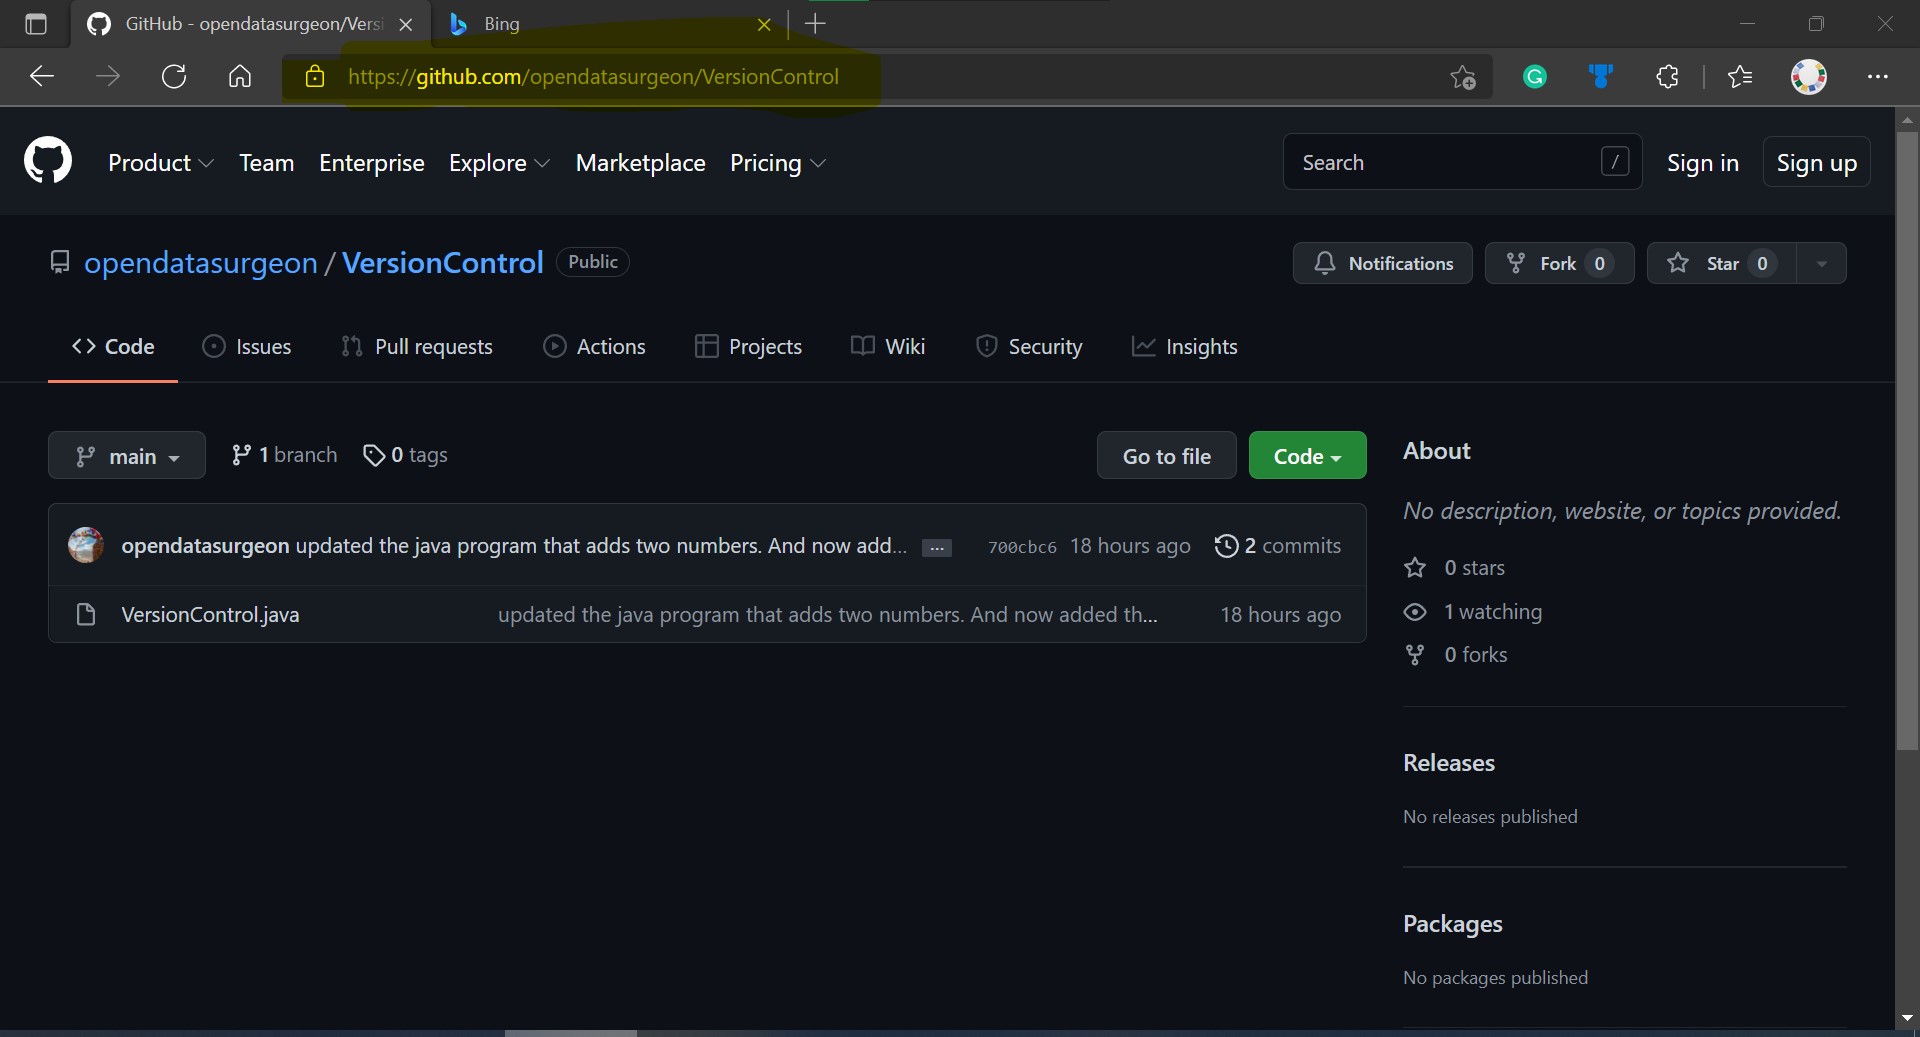 GitHub - opendatasurgeon/Versi
Bing
https://github.com/opendatasurgeon/VersionControl
Product Team Enterprise Explore Marketplace Pricing
Search /
Sign in
Sign up
opendatasurgeon / VersionControl Public
Notifications
Fork 0
Star 0
Code Issues Pull requests Actions Projects Wiki Security Insights
main 1 branch 0 tags
Go to file
Code
opendatasurgeon updated the java program that adds two numbers. And now add... ... 700cbc6 18 hours ago 2 commits
VersionControl.java updated the java program that adds two numbers. And now added th... 18 hours ago
About
No description, website, or topics provided.
0 stars
1 watching
0 forks
Releases
No releases published
Packages
No packages published